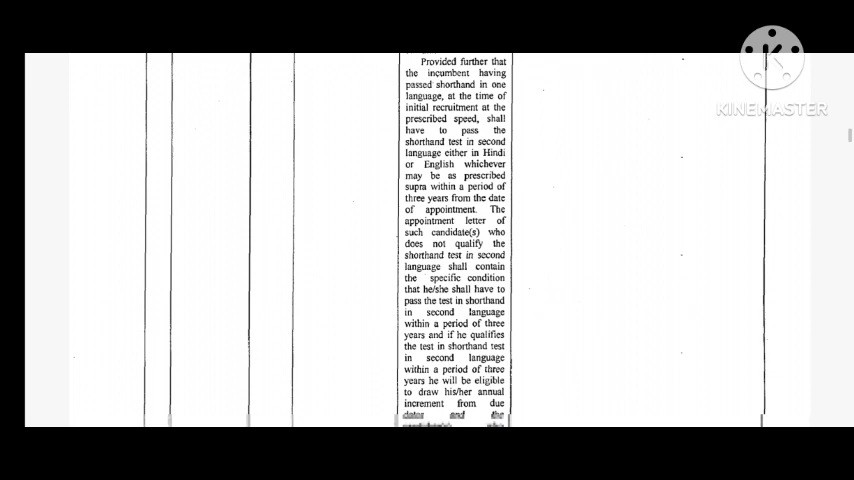 Provided further that
the incumbent having
passed shorthand in one
language, at the time of
initial recruitment at the
prescribed speed, shall
have to pass the
shorthand test in second
language either in Hindi
or English whichever
may be as prescribed
supra within a period of
three years from the date
of appointment. The
appointment letter of
such candidate(s) who
does not qualify the
shorthand test in second
language shall contain
the specific condition
that he/she shall have to
pass the test in shorthand
in second language
within a period of three
years and if he qualifies
the test in shorthand test
in second language
within a period of three
years he will be eligible
to draw his/her annual
increment from due
dates and the
KINEMASTER